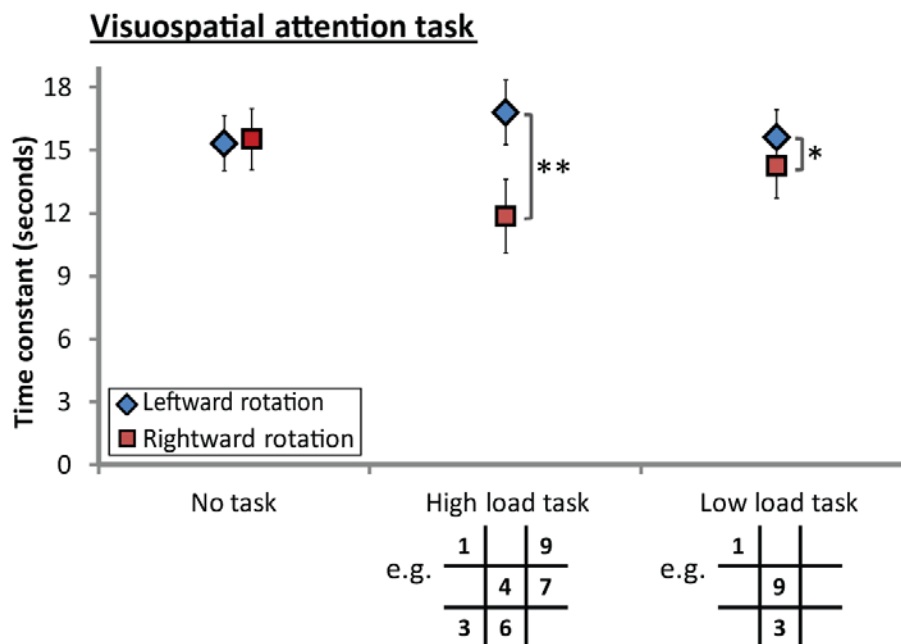 Visuospatial attention task
Time constant (seconds)
18
15
12
9
6
3
0
**
*
Leftward rotation
Rightward rotation
No task
High load task
Low load task
e.g.
1 9
4 7
3 6
e.g.
1
9
3